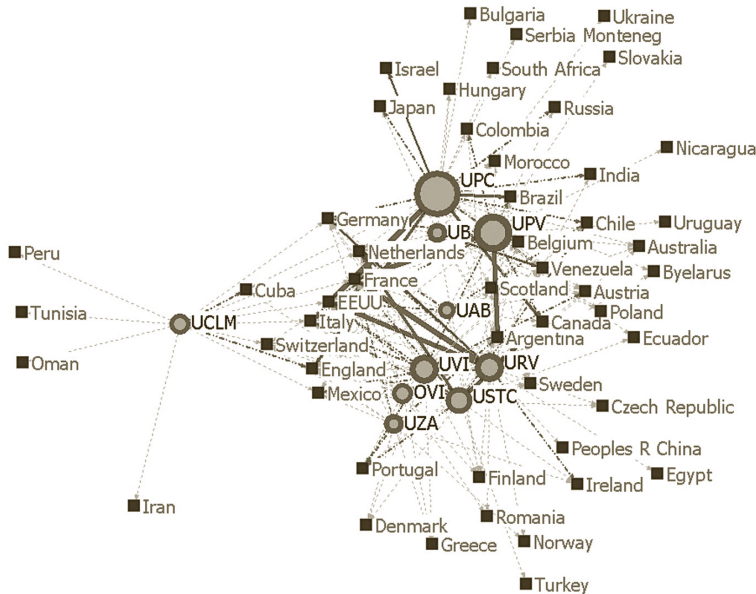 Bulgaria
Ukraine
Serbia Monteneg
Slovakia
Israel
South Africa
Hungary
Japan
Russia
Colombia
Nicaragua
Morocco
India
UPC
Brazil
Germany
UPV
Chile
Uruguay
UB
Belgium
Australia
Netherlands
Peru
Venezuela
Byelarus
France
Cuba
Scotland
Austria
EEUU
UAB
Poland
Tunisia
UCLM
Italy
Canada
Switzerland
Argentina
Ecuador
Oman
England
UVI
URV
Mexico
OVI
USTC
Sweden
Czech Republic
UZA
Peoples R China
Portugal
Finland
Egypt
Ireland
Iran
Romania
Denmark
Greece
Norway
Turkey